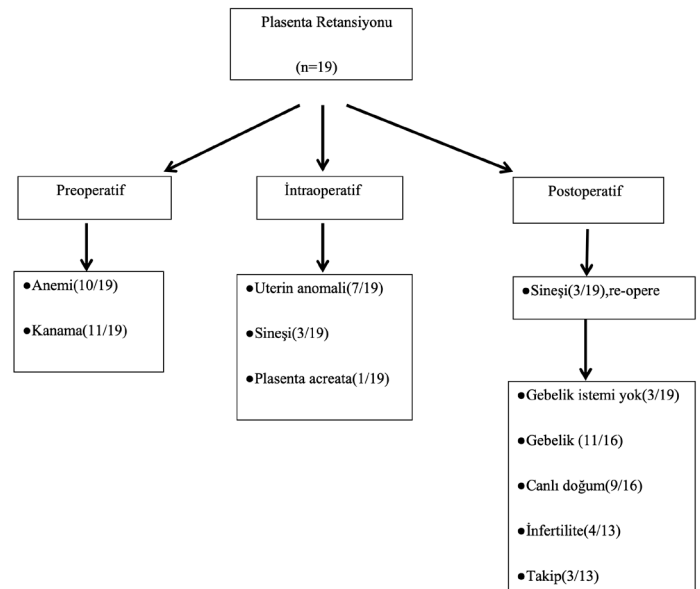 Plasenta Retansiyonu
(n=19)
Preoperatif
İntraoperatif
Postoperatif
●Anemi(10/19)
●Kanama(11/19)
●Uterin anomali(7/19)
●Sineşi(3/19)
●Plasenta acreata(1/19)
●Sineşi(3/19),re-opere
●Gebelik istemi yok(3/19)
●Gebelik (11/16)
●Canlı doğum(9/16)
●İnfertilite(4/13)
●Takip(3/13)